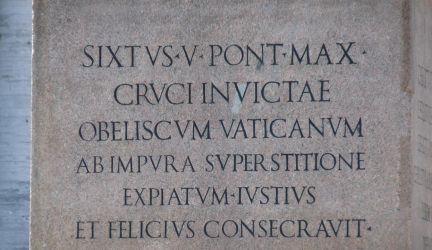 SIXTVS·V·PONT·MAX·
CRVCI INVICTAE
OBELISCVM VATICANVM
AB IMPVRA SVPERSTITIONE
EXPIATVM·IVSTIVS
ET FELICIVS CONSECRAVIT·